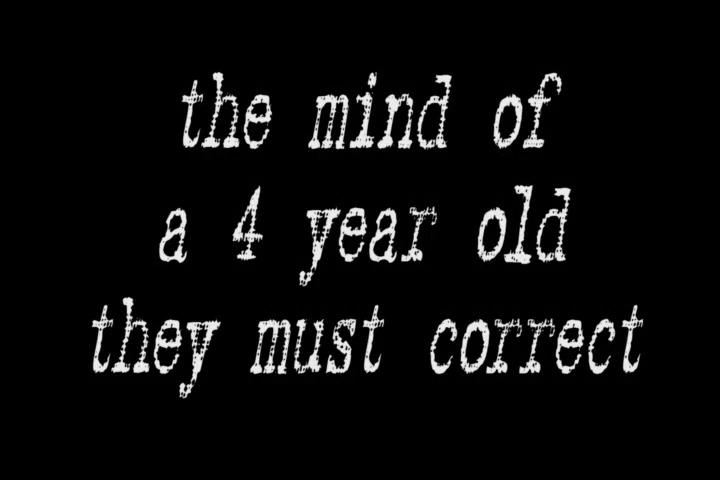 the mind of
a 4 year old
they must correct